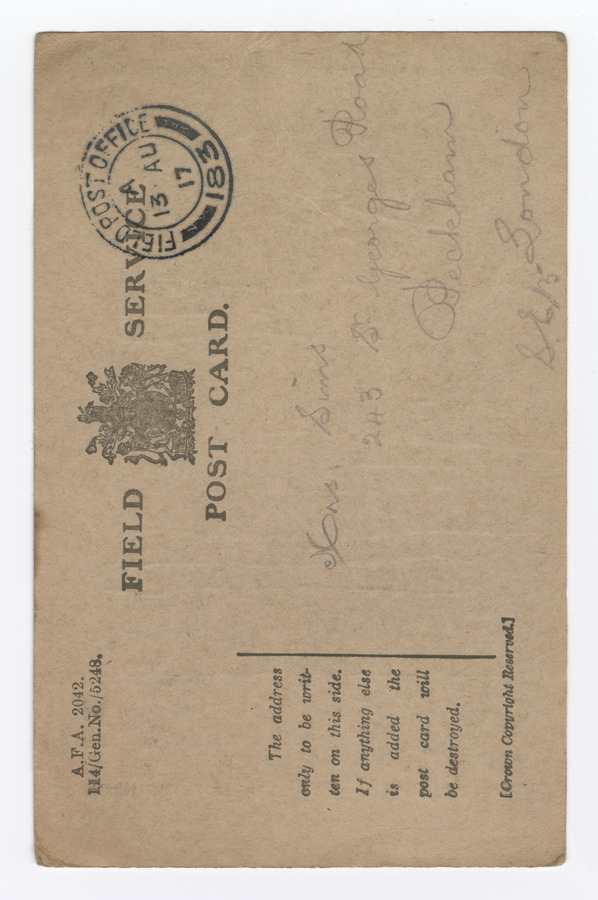 A.F.A. 2042.
114/Gen.No./5248.
FIELD SERVICE
POST CARD.
FIELD POST OFFICE
183
A
13 AU
17
The address
only to be writ-
ten on this side.
If anything else
is added the
post card will
be destroyed.
[Crown Copyright Reserved.]
Mrs. Sims
243 St Georges Road
Peckham
S.E.15 London